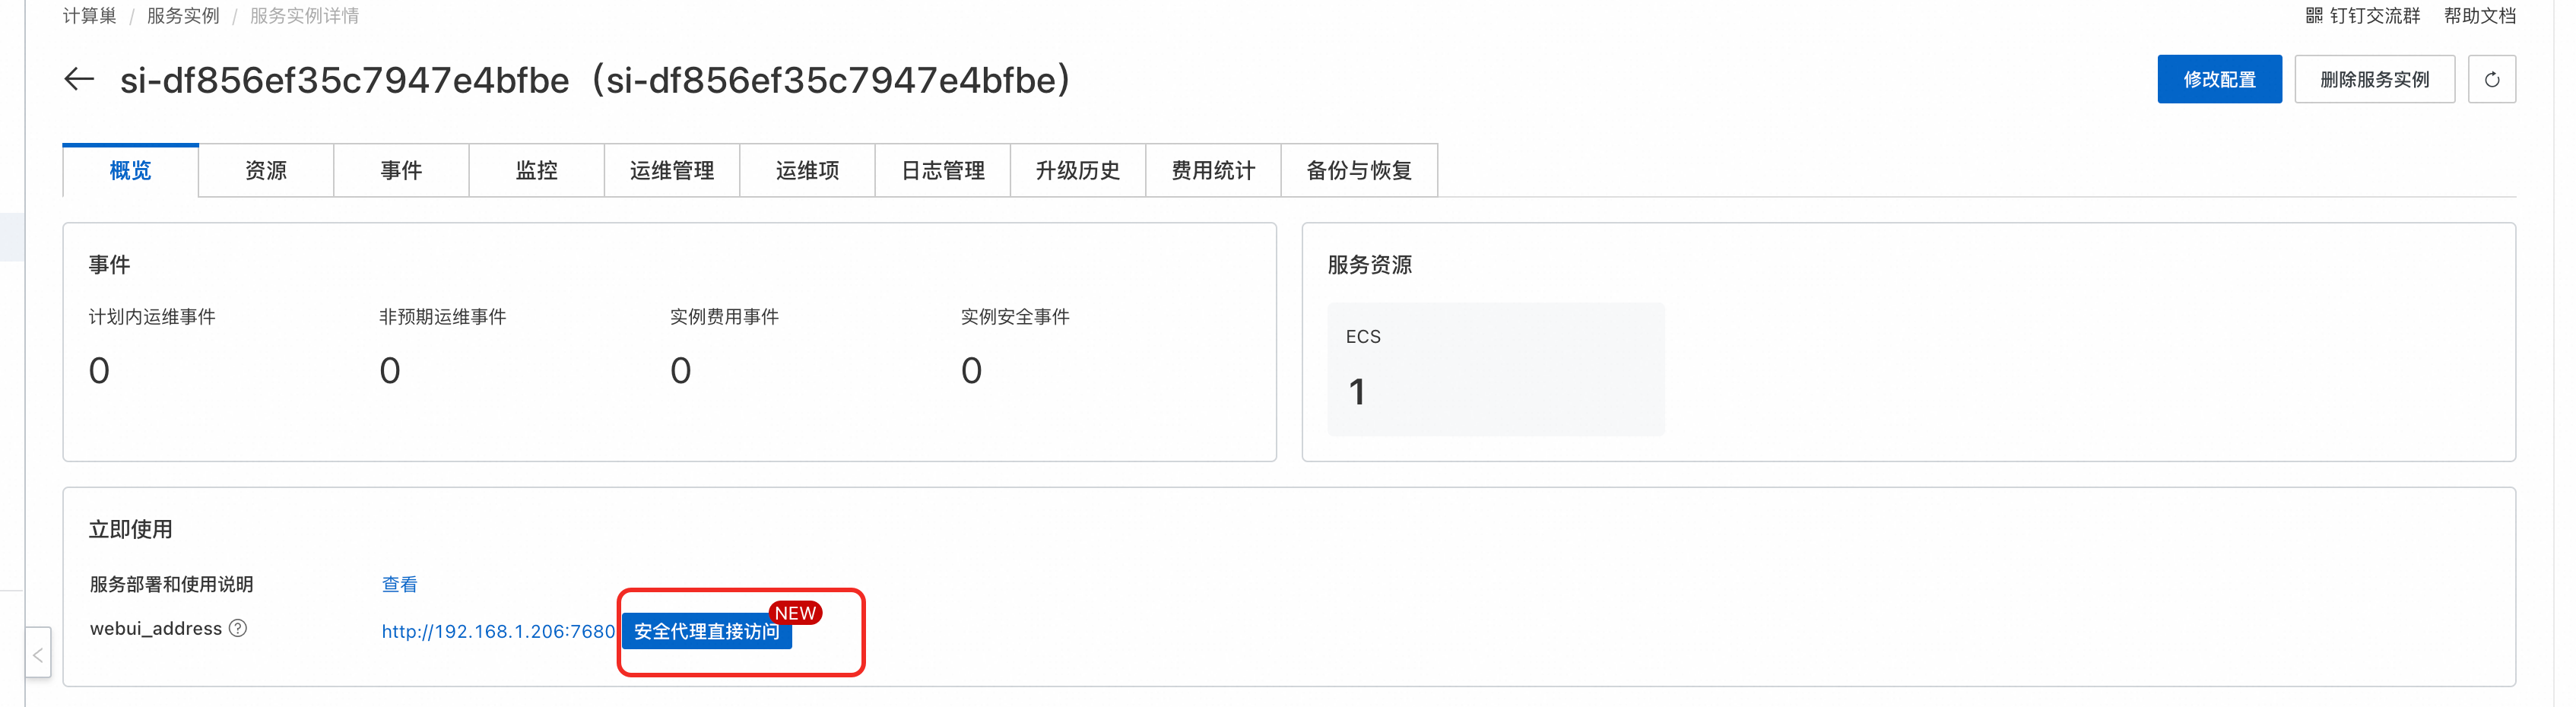 计算巢 / 服务实例 / 服务实例详情
钉钉交流群 帮助文档
si-df856ef35c7947e4bfbe（si-df856ef35c7947e4bfbe）
修改配置 删除服务实例
概览 资源 事件 监控 运维管理 运维项 日志管理 升级历史 费用统计 备份与恢复
事件
计划内运维事件 非预期运维事件 实例费用事件 实例安全事件
0 0 0 0
服务资源
ECS
1
立即使用
服务部署和使用说明 查看
webui_address ? http://192.168.1.206:7680 安全代理直接访问 NEW